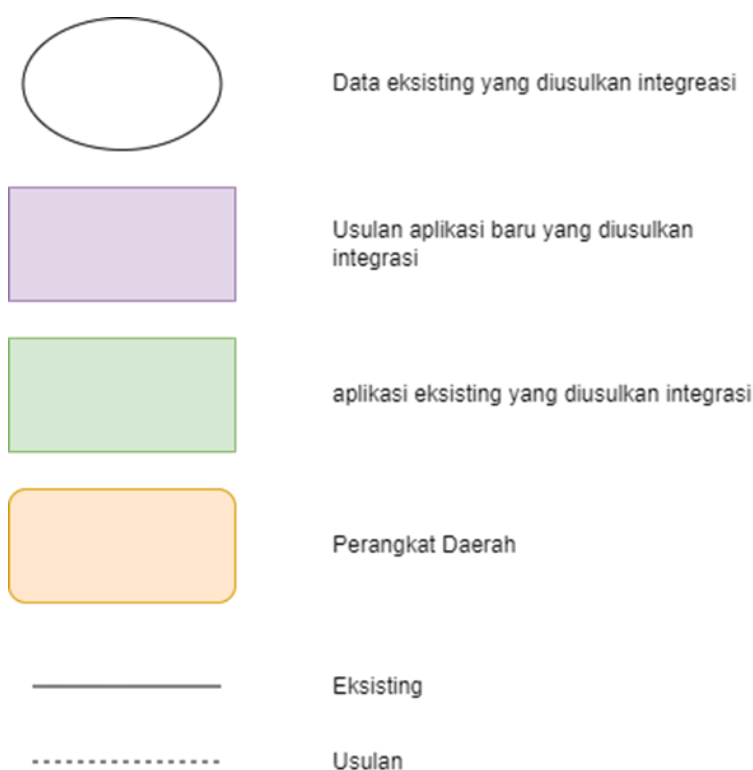 Data eksisting yang diusulkan integreasi
Usulan aplikasi baru yang diusulkan
integrasi
aplikasi eksisting yang diusulkan integrasi
Perangkat Daerah
Eksisting
Usulan